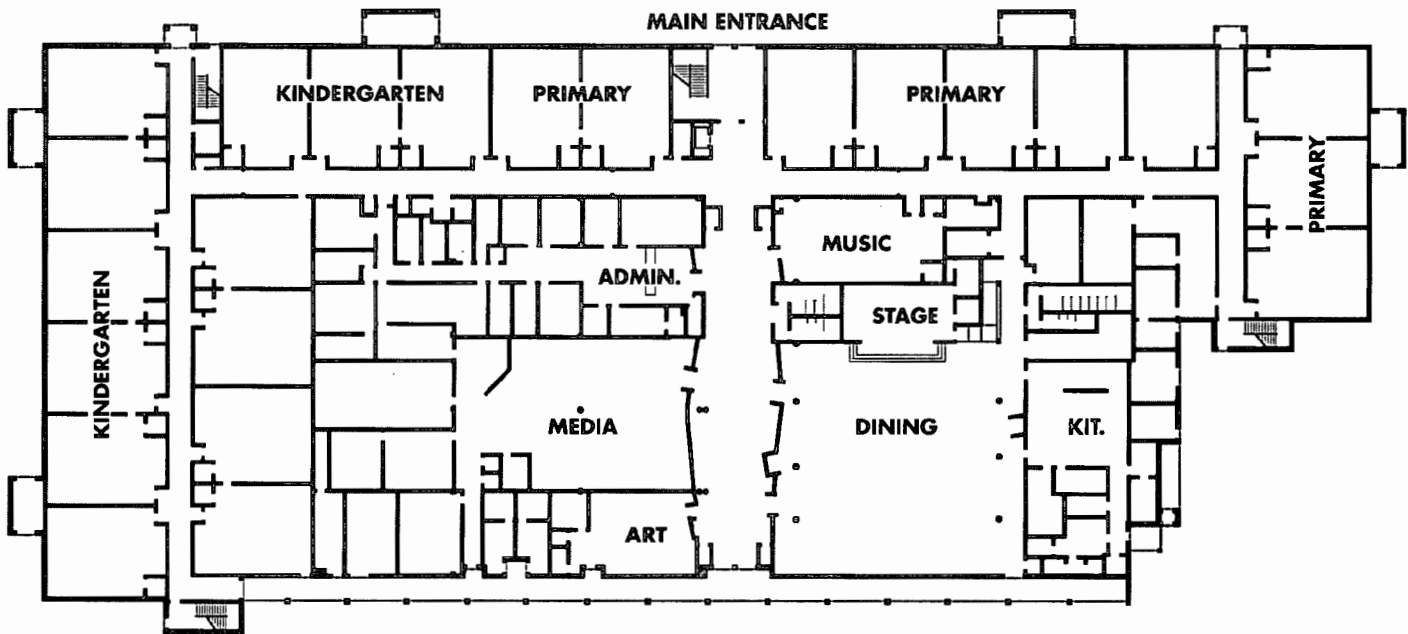 MAIN ENTRANCE
KINDERGARTEN
PRIMARY
PRIMARY
PRIMARY
MUSIC
ADMIN.
STAGE
KINDERGARTEN
MEDIA
DINING
KIT.
ART